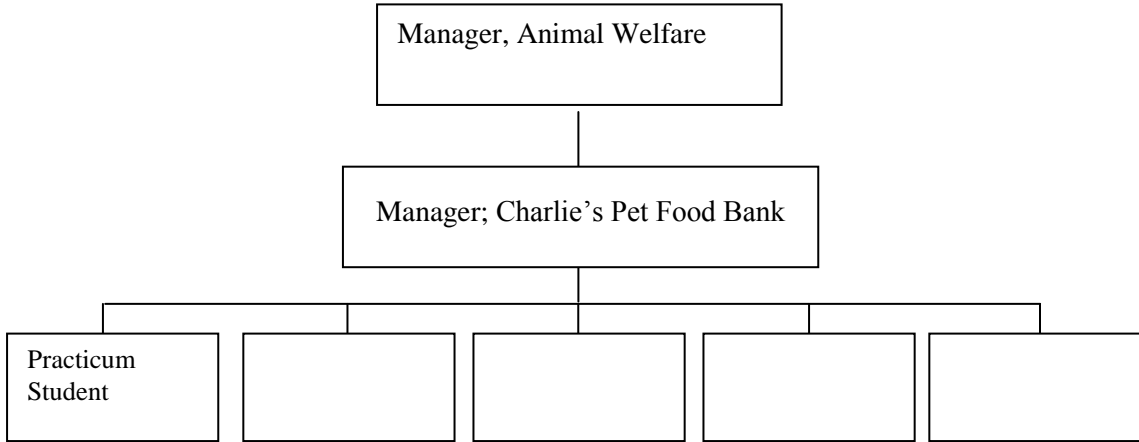 Manager, Animal Welfare
Manager; Charlie’s Pet Food Bank
Practicum
Student